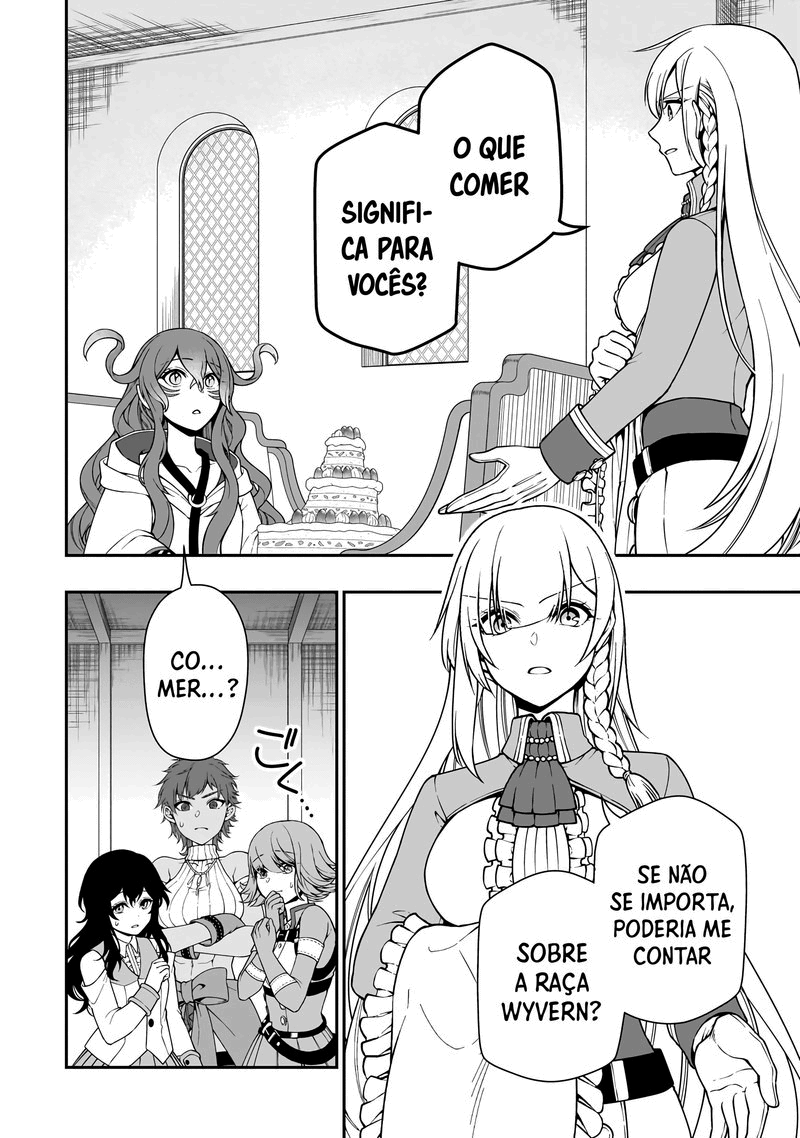 O QUE
COMER
SIGNIFI-
CA PARA
VOCÊS?
SE NÃO
SE IMPORTA,
PODERIA ME
CONTAR
SOBRE
A RAÇA
WYVERN?
CO...
MER...?
ごく…